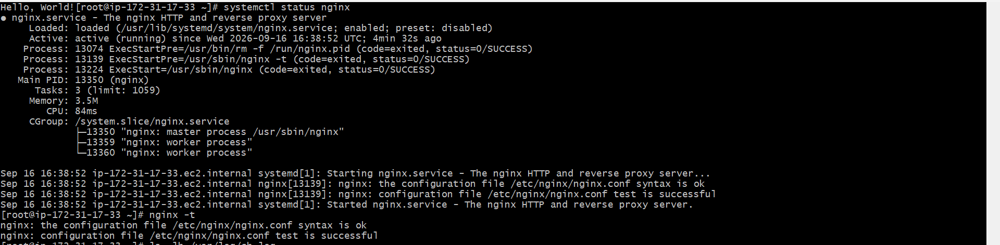 Hello, World![root@ip-172-31-17-33 ~]# systemctl status nginx
● nginx.service - The nginx HTTP and reverse proxy server
     Loaded: loaded (/usr/lib/systemd/system/nginx.service; enabled; preset: disabled)
     Active: active (running) since Wed 2026-09-16 16:38:52 UTC; 4min 32s ago
    Process: 13074 ExecStartPre=/usr/bin/rm -f /run/nginx.pid (code=exited, status=0/SUCCESS)
    Process: 13139 ExecStartPre=/usr/sbin/nginx -t (code=exited, status=0/SUCCESS)
    Process: 13224 ExecStart=/usr/sbin/nginx (code=exited, status=0/SUCCESS)
   Main PID: 13350 (nginx)
      Tasks: 3 (limit: 1059)
     Memory: 3.5M
        CPU: 84ms
     CGroup: /system.slice/nginx.service
             ├─13350 "nginx: master process /usr/sbin/nginx"
             ├─13359 "nginx: worker process"
             └─13360 "nginx: worker process"

Sep 16 16:38:52 ip-172-31-17-33.ec2.internal systemd[1]: Starting nginx.service - The nginx HTTP and reverse proxy server...
Sep 16 16:38:52 ip-172-31-17-33.ec2.internal nginx[13139]: nginx: the configuration file /etc/nginx/nginx.conf syntax is ok
Sep 16 16:38:52 ip-172-31-17-33.ec2.internal nginx[13139]: nginx: configuration file /etc/nginx/nginx.conf test is successful
Sep 16 16:38:52 ip-172-31-17-33.ec2.internal systemd[1]: Started nginx.service - The nginx HTTP and reverse proxy server.
[root@ip-172-31-17-33 ~]# nginx -t
nginx: the configuration file /etc/nginx/nginx.conf syntax is ok
nginx: configuration file /etc/nginx/nginx.conf test is successful
[root@ip-172-31-17-33 ~]#